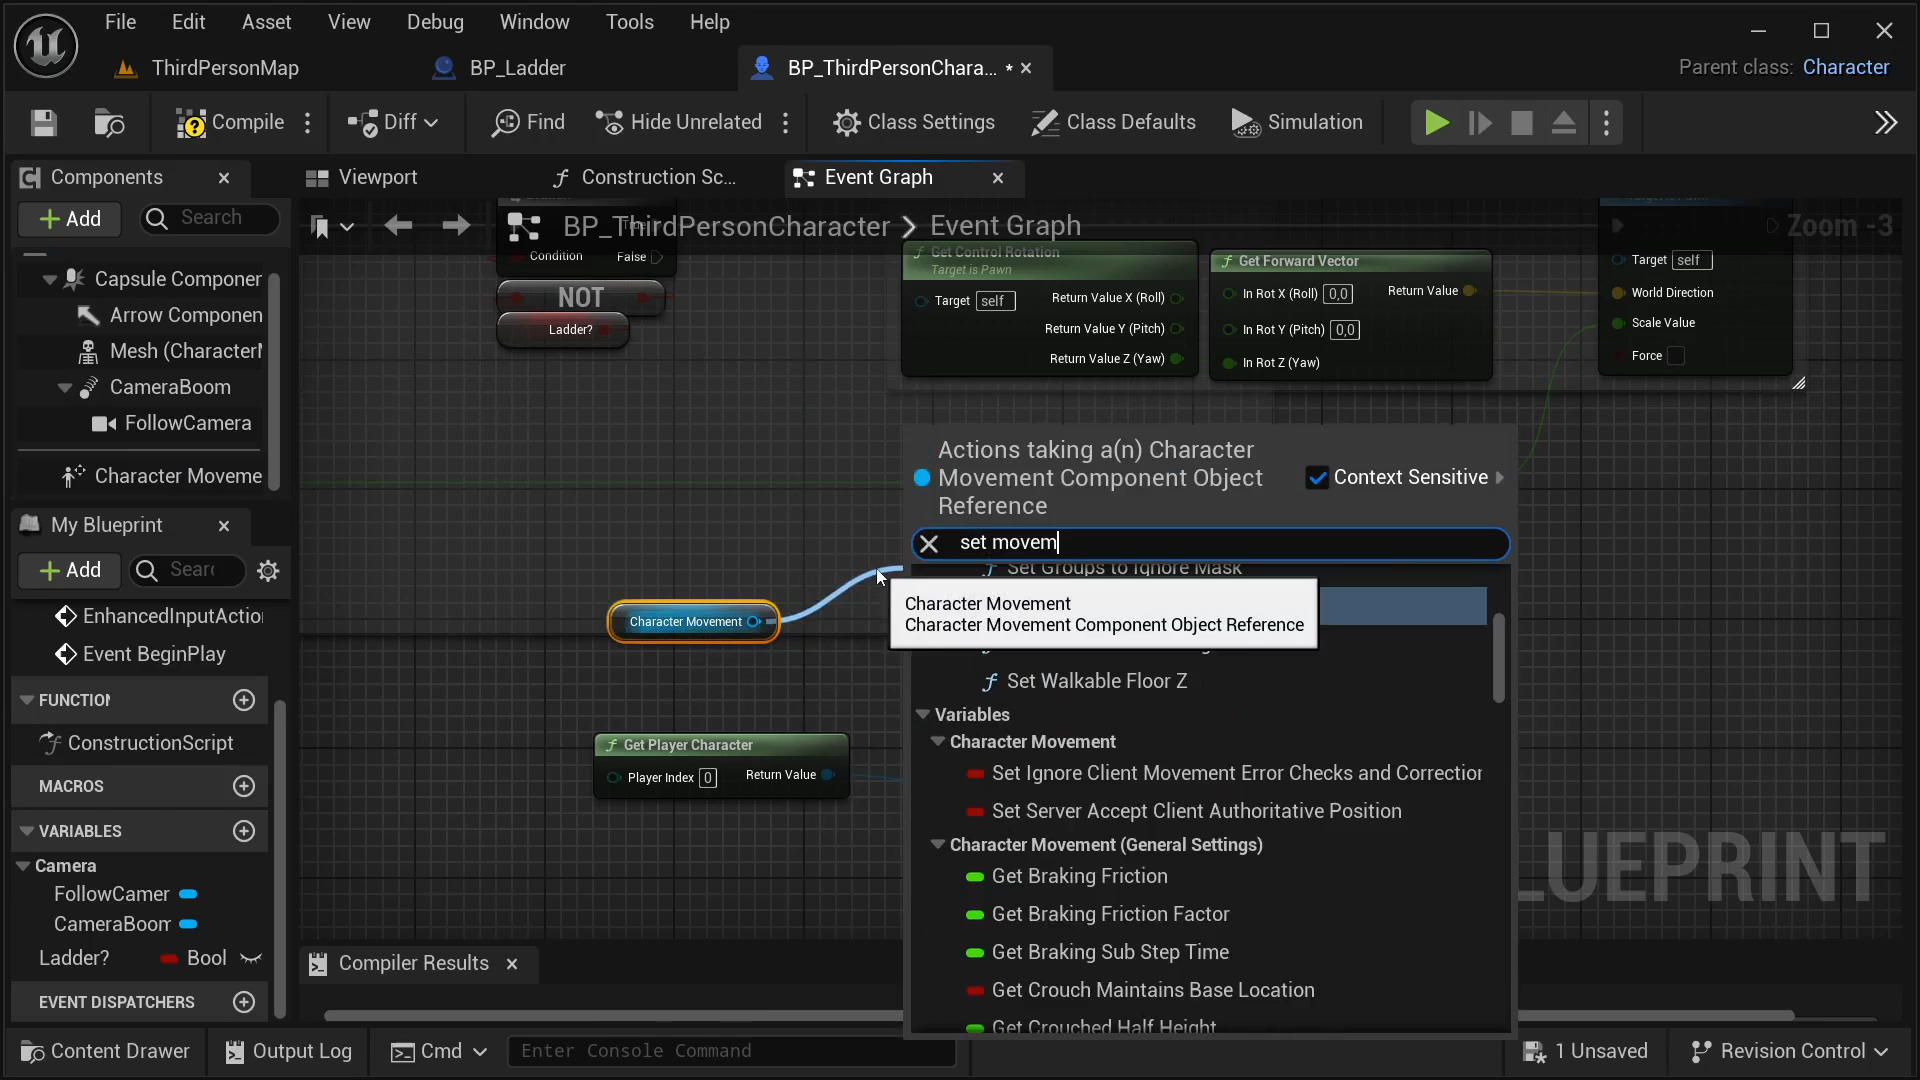 File Edit Asset View Debug Window Tools Help
ThirdPersonMap
BP_Ladder
BP_ThirdPersonChara... *
Parent class: Character
Compile
Diff
Find
Hide Unrelated
Class Settings
Class Defaults
Simulation
Components
Viewport
Construction Sc...
Event Graph
Add
Search
BP_ThirdPersonCharacter > Event Graph
Zoom -3
Capsule Componer
Arrow Componen
Mesh (Character
CameraBoom
FollowCamera
Character Moveme
Condition
False
NOT
Ladder?
Get Control Rotation
Target is Pawn
Target self
Return Value X (Roll)
Return Value Y (Pitch)
Return Value Z (Yaw)
Get Forward Vector
In Rot X (Roll) 0,0
Return Value
In Rot Y (Pitch) 0,0
In Rot Z (Yaw)
Target self
World Direction
Scale Value
Force
Actions taking a(n) Character
Movement Component Object
Reference
Context Sensitive
set movem
Set Groups to Ignore Mask
Character Movement
Character Movement Component Object Reference
Set Walkable Floor Z
Variables
Character Movement
Set Ignore Client Movement Error Checks and Correction
Set Server Accept Client Authoritative Position
Character Movement (General Settings)
Get Braking Friction
Get Braking Friction Factor
Get Braking Sub Step Time
Get Crouch Maintains Base Location
Get Crouched Half Height
Character Movement
Get Player Character
Player Index 0
Return Value
LUEPRINT
My Blueprint
Add
Searc
EnhancedInputActio
Event BeginPlay
FUNCTION
ConstructionScript
MACROS
VARIABLES
Camera
FollowCamer
CameraBoom
Ladder?
Bool
EVENT DISPATCHERS
Compiler Results
Content Drawer
Output Log
Cmd
Enter Console Command
1 Unsaved
Revision Control